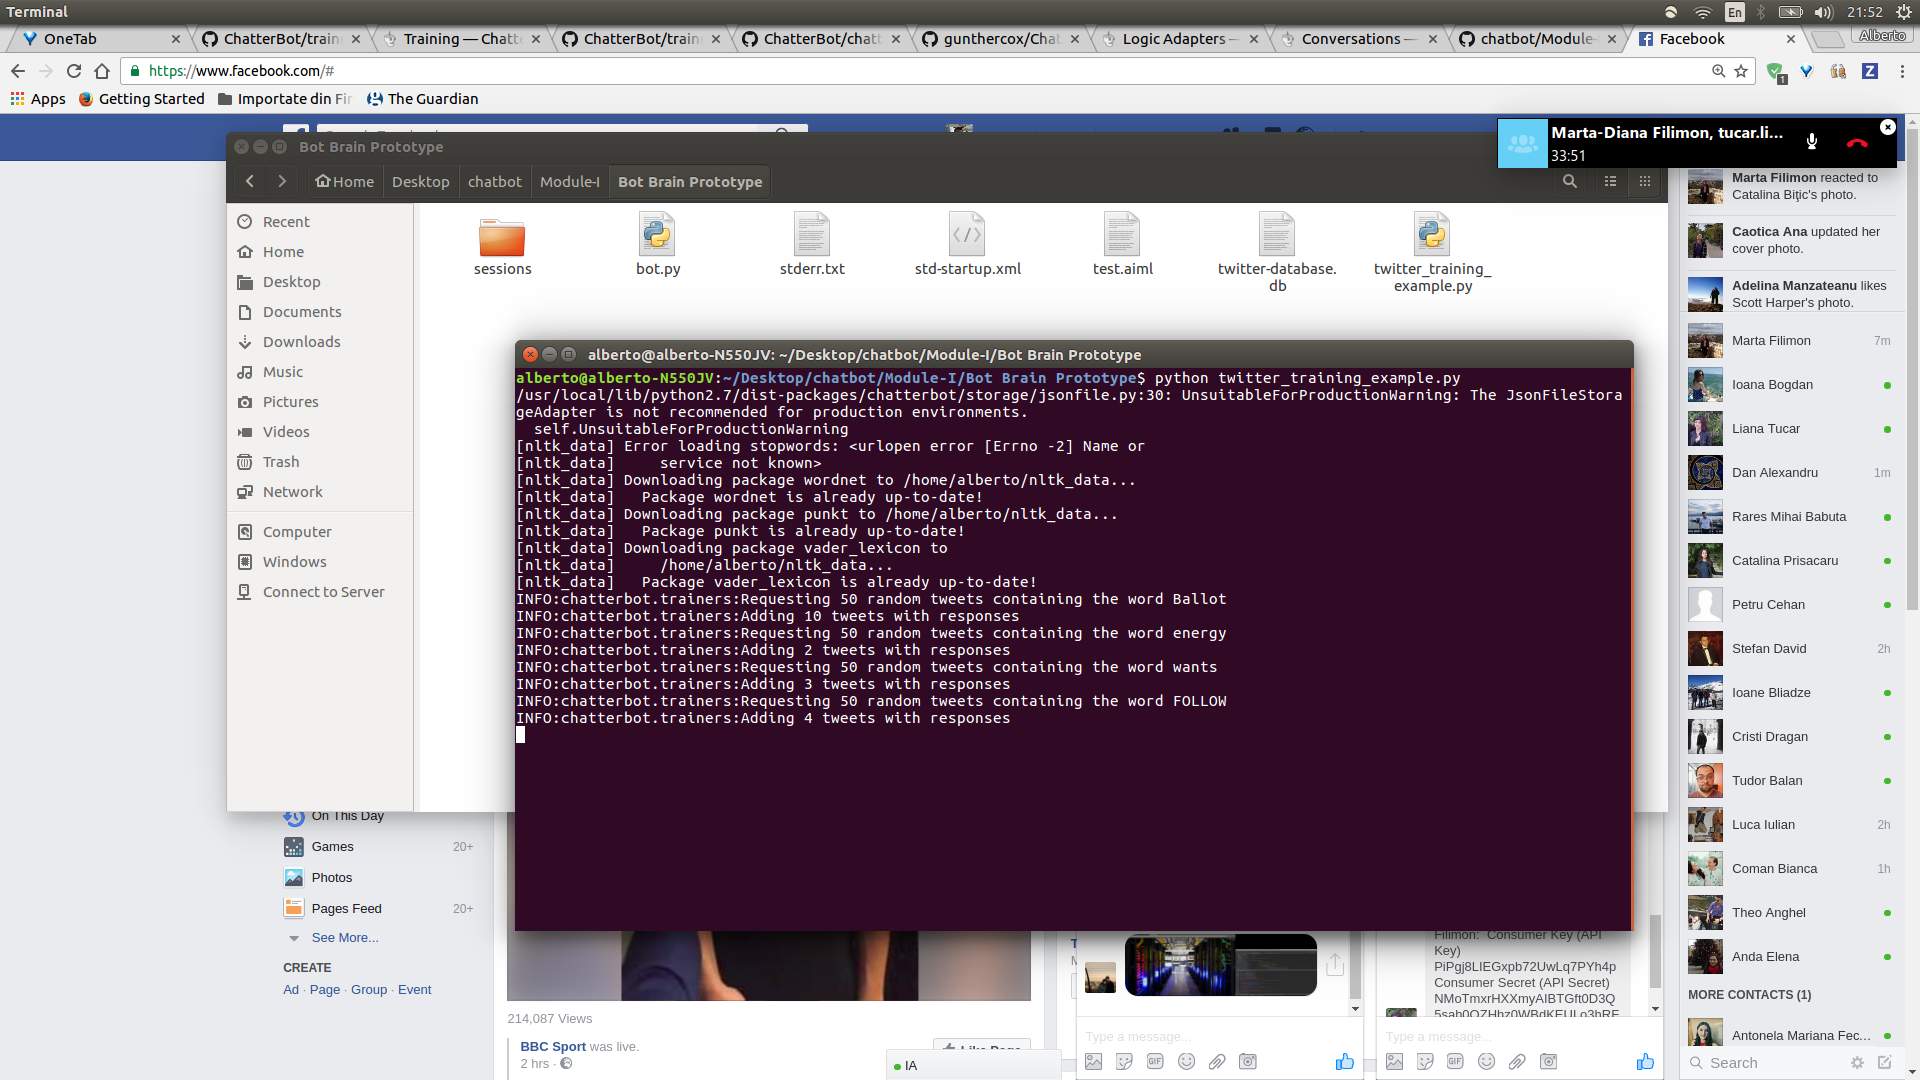 Terminal
En
21:52
OneTab
ChatterBot/train
Training — Chatt
ChatterBot/train
ChatterBot/chatt
gunthercox/Chat
Logic Adapters —
Conversations —
chatbot/Module-
Facebook
Alberto
https://www.facebook.com/#
1
Apps
Getting Started
Importate din Fir
The Guardian
Bot Brain Prototype
Home
Desktop
chatbot
Module-I
Bot Brain Prototype
Marta-Diana Filimon, tucar.li...
33:51
Recent
Home
Desktop
Documents
Downloads
Music
Pictures
Videos
Trash
Network
Computer
Windows
Connect to Server
sessions
bot.py
stderr.txt
std-startup.xml
test.aiml
twitter-database.
db
twitter_training_
example.py
alberto@alberto-N550JV: ~/Desktop/chatbot/Module-I/Bot Brain Prototype
alberto@alberto-N550JV:~/Desktop/chatbot/Module-I/Bot Brain Prototype$ python twitter_training_example.py
/usr/local/lib/python2.7/dist-packages/chatterbot/storage/jsonfile.py:30: UnsuitableForProductionWarning: The JsonFileStora
geAdapter is not recommended for production environments.
self.UnsuitableForProductionWarning
[nltk_data] Error loading stopwords: <urlopen error [Errno -2] Name or
[nltk_data]     service not known>
[nltk_data] Downloading package wordnet to /home/alberto/nltk_data...
[nltk_data]   Package wordnet is already up-to-date!
[nltk_data] Downloading package punkt to /home/alberto/nltk_data...
[nltk_data]   Package punkt is already up-to-date!
[nltk_data] Downloading package vader_lexicon to
[nltk_data]     /home/alberto/nltk_data...
[nltk_data]   Package vader_lexicon is already up-to-date!
INFO:chatterbot.trainers:Requesting 50 random tweets containing the word Ballot
INFO:chatterbot.trainers:Adding 10 tweets with responses
INFO:chatterbot.trainers:Requesting 50 random tweets containing the word energy
INFO:chatterbot.trainers:Adding 2 tweets with responses
INFO:chatterbot.trainers:Requesting 50 random tweets containing the word wants
INFO:chatterbot.trainers:Adding 3 tweets with responses
INFO:chatterbot.trainers:Requesting 50 random tweets containing the word FOLLOW
INFO:chatterbot.trainers:Adding 4 tweets with responses
Marta Filimon reacted to
Catalina Bițic's photo.
Caotica Ana updated her
cover photo.
Adelina Manzateanu likes
Scott Harper's photo.
Marta Filimon 7m
Ioana Bogdan
Liana Tucar
Dan Alexandru 1m
Rares Mihai Babuta
Catalina Prisacaru
Petru Cehan
Stefan David 2h
Ioane Bliadze
Cristi Dragan
Tudor Balan
Luca Iulian 2h
Coman Bianca 1h
Theo Anghel
Anda Elena
MORE CONTACTS (1)
Antonela Mariana Fec...
Search
On This Day
Games 20+
Photos
Pages Feed 20+
See More...
CREATE
Ad · Page · Group · Event
214,087 Views
BBC Sport was live.
2 hrs ·
Like Page
IA
Type a message...
GIF
Filimon: Consumer Key (API
Key)
PiPgj8LIEGxpb72UwLq7PYh4p
Consumer Secret (API Secret)
NMoTmxrHXXmyAIBTGft0D3Q
Type a message...
GIF